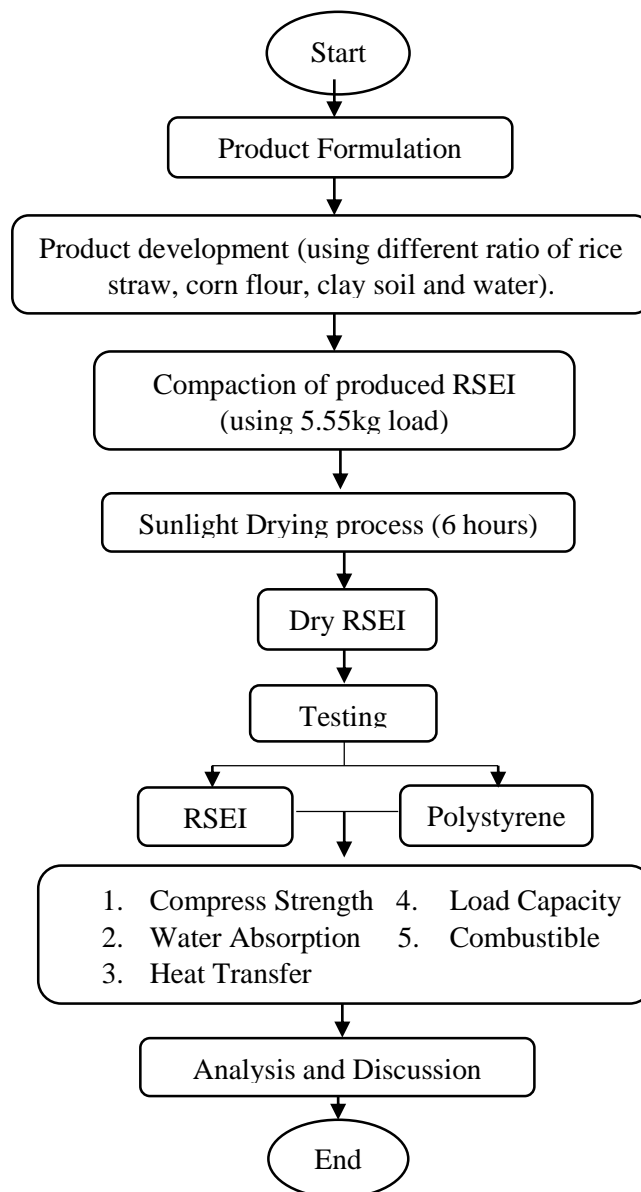 Start
Product Formulation
Product development (using different ratio of rice
straw, corn flour, clay soil and water).
Compaction of produced RSEI
(using 5.55kg load)
Sunlight Drying process (6 hours)
Dry RSEI
Testing
RSEI
Polystyrene
1. Compress Strength 4. Load Capacity
2. Water Absorption 5. Combustible
3. Heat Transfer
Analysis and Discussion
End